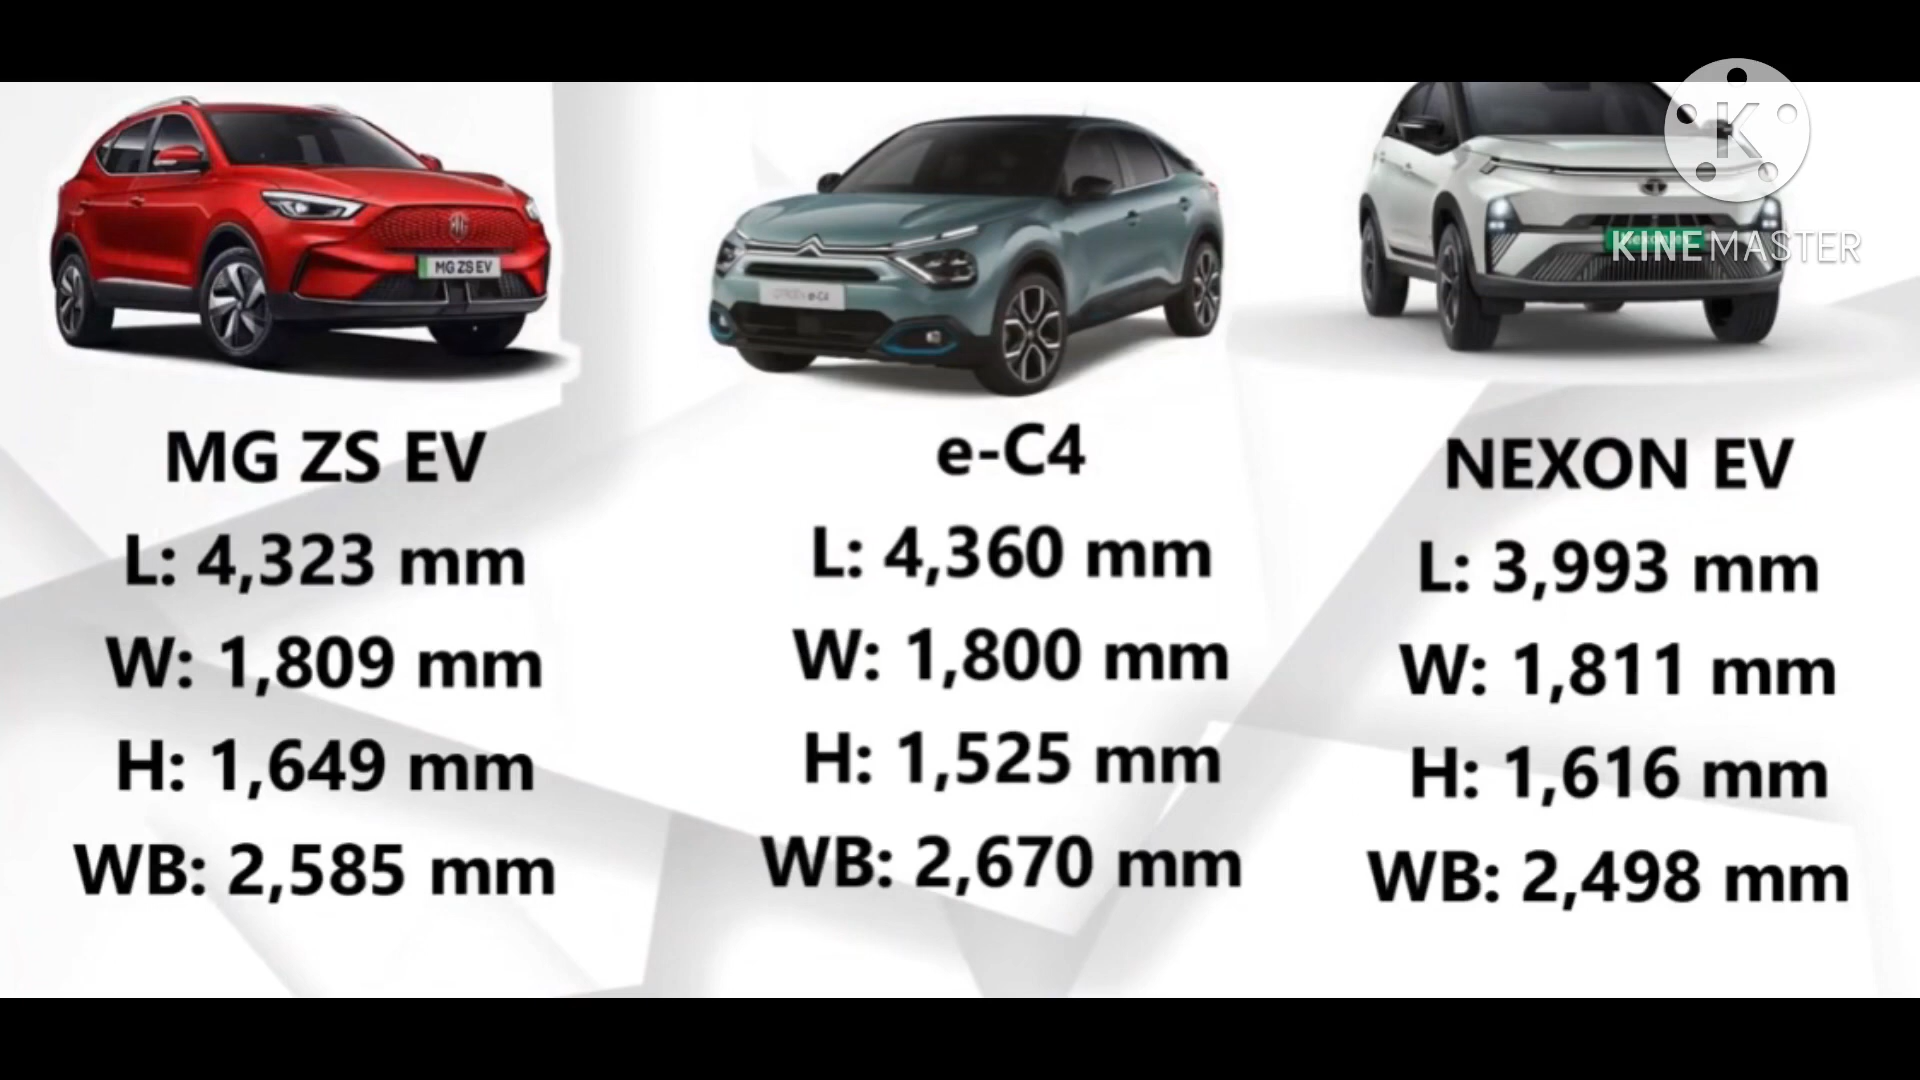 MG ZS EV
CITROËN ë-C4
KINEMASTER
K
MG ZS EV
L: 4,323 mm
W: 1,809 mm
H: 1,649 mm
WB: 2,585 mm
e-C4
L: 4,360 mm
W: 1,800 mm
H: 1,525 mm
WB: 2,670 mm
NEXON EV
L: 3,993 mm
W: 1,811 mm
H: 1,616 mm
WB: 2,498 mm